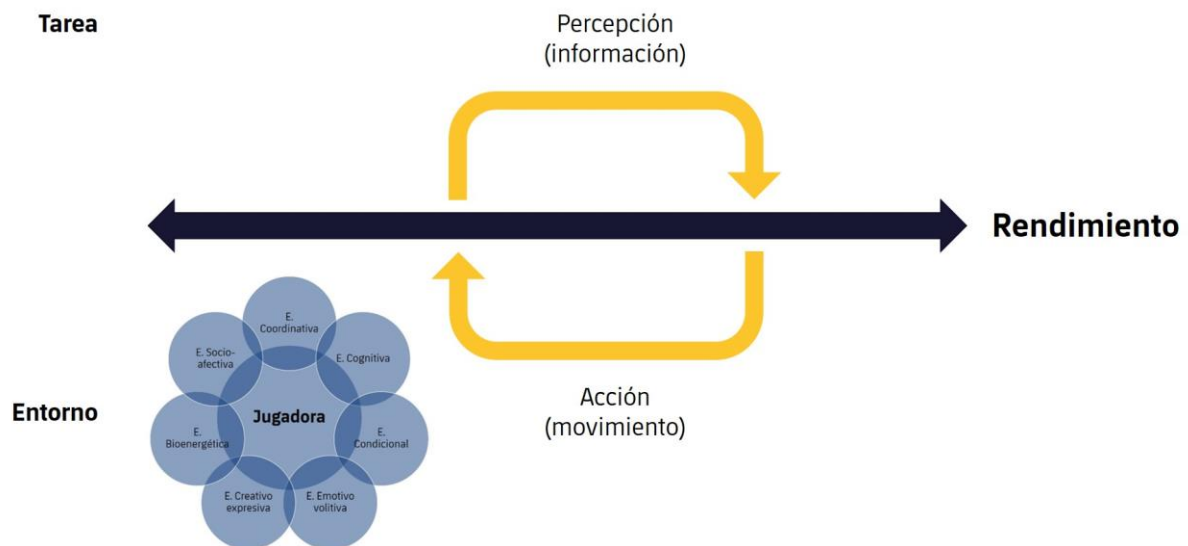 Tarea
Percepción
(información)
Rendimiento
E.
Coordinativa
E. Socio-
afectiva
E. Cognitiva
Jugadora
Entorno
E.
Bioenergética
E.
Condicional
E. Creativo
expresiva
E. Emotivo
volitiva
Acción
(movimiento)